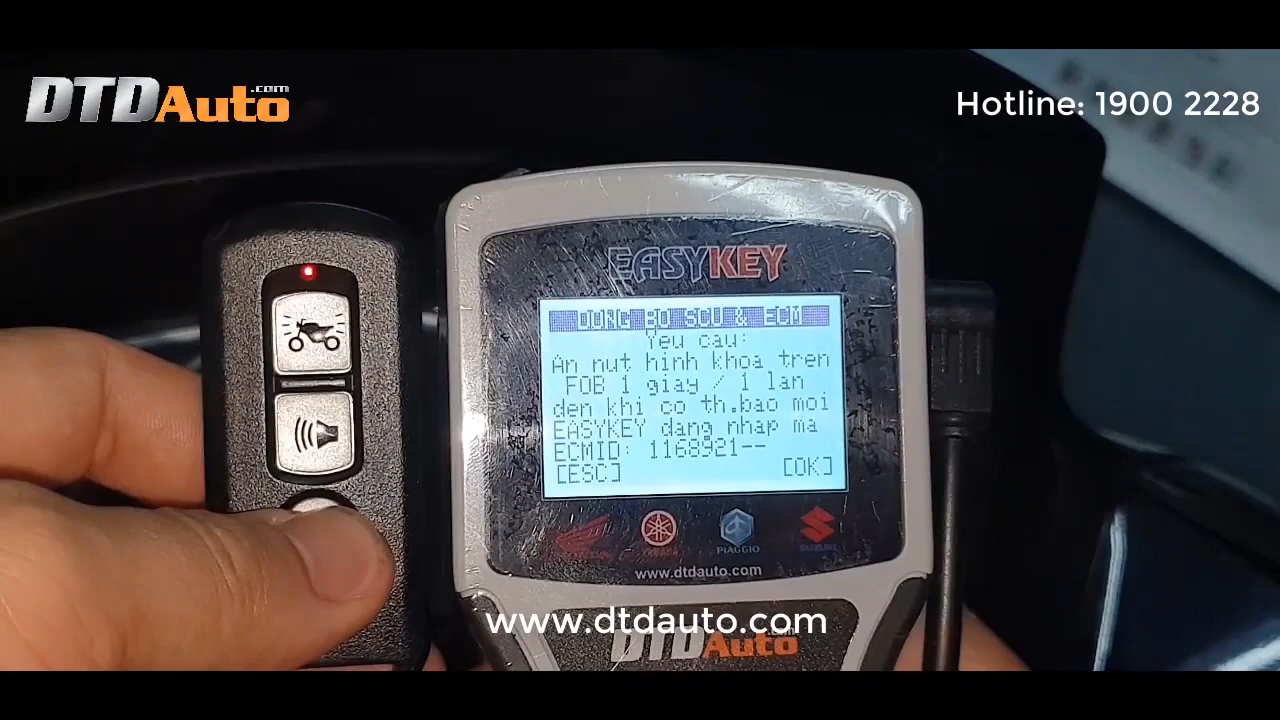 DTDAuto.com
Hotline: 1900 2228
EASYKEY
DONG BO SCU & ECM
Yeu cau:
An nut hinh khoa tren
FOB 1 giay / 1 lan
den khi co th.bao moi
EASYKEY dang nhap ma
ECMID: 1168921--
[ESC] [OK]
YAMAHA PIAGGIO SUZUKI
www.dtdauto.com
www.dtdauto.com
DTDAuto.com